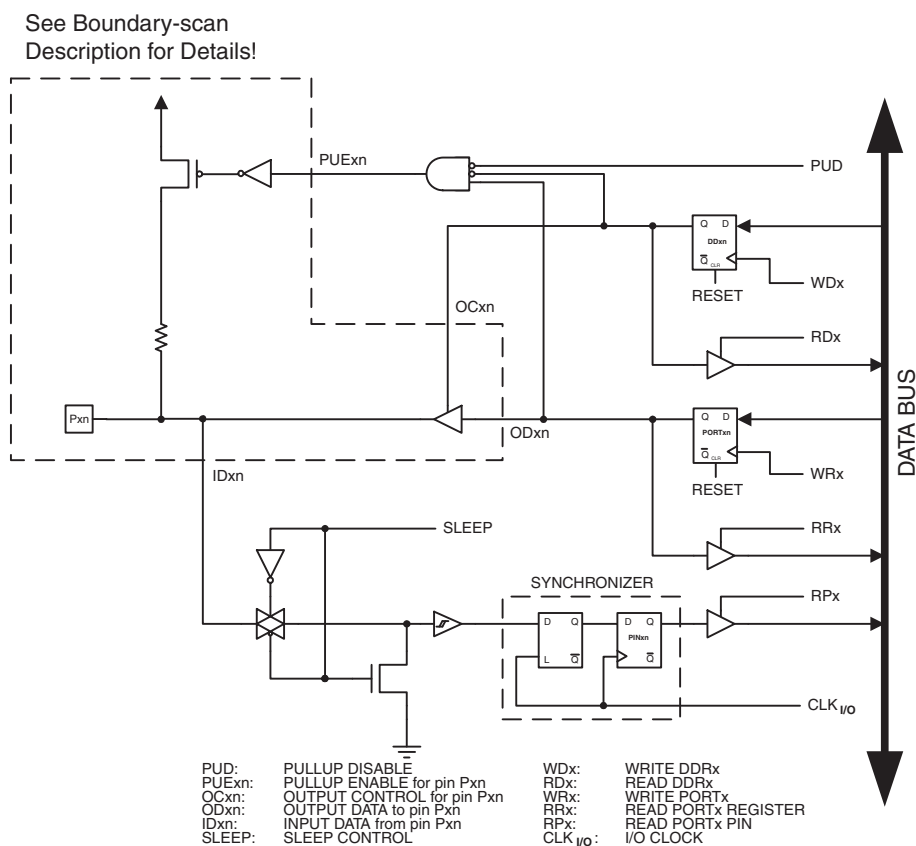 See Boundary-scan
Description for Details!
PUExn
PUD
Q D
DDxn
Q CLR
WDx
RESET
OCxn
RDx
Pxn
ODxn
Q D
PORTxn
Q CLR
WRx
RESET
IDxn
DATA BUS
SLEEP
RRx
SYNCHRONIZER
RPx
D Q
L Q
D Q
PINxn
Q
CLK I/O
PUD: PULLUP DISABLE
PUExn: PULLUP ENABLE for pin Pxn
OCxn: OUTPUT CONTROL for pin Pxn
ODxn: OUTPUT DATA to pin Pxn
IDxn: INPUT DATA from pin Pxn
SLEEP: SLEEP CONTROL
WDx: WRITE DDRx
RDx: READ DDRx
WRx: WRITE PORTx
RRx: READ PORTx REGISTER
RPx: READ PORTx PIN
CLK I/O: I/O CLOCK